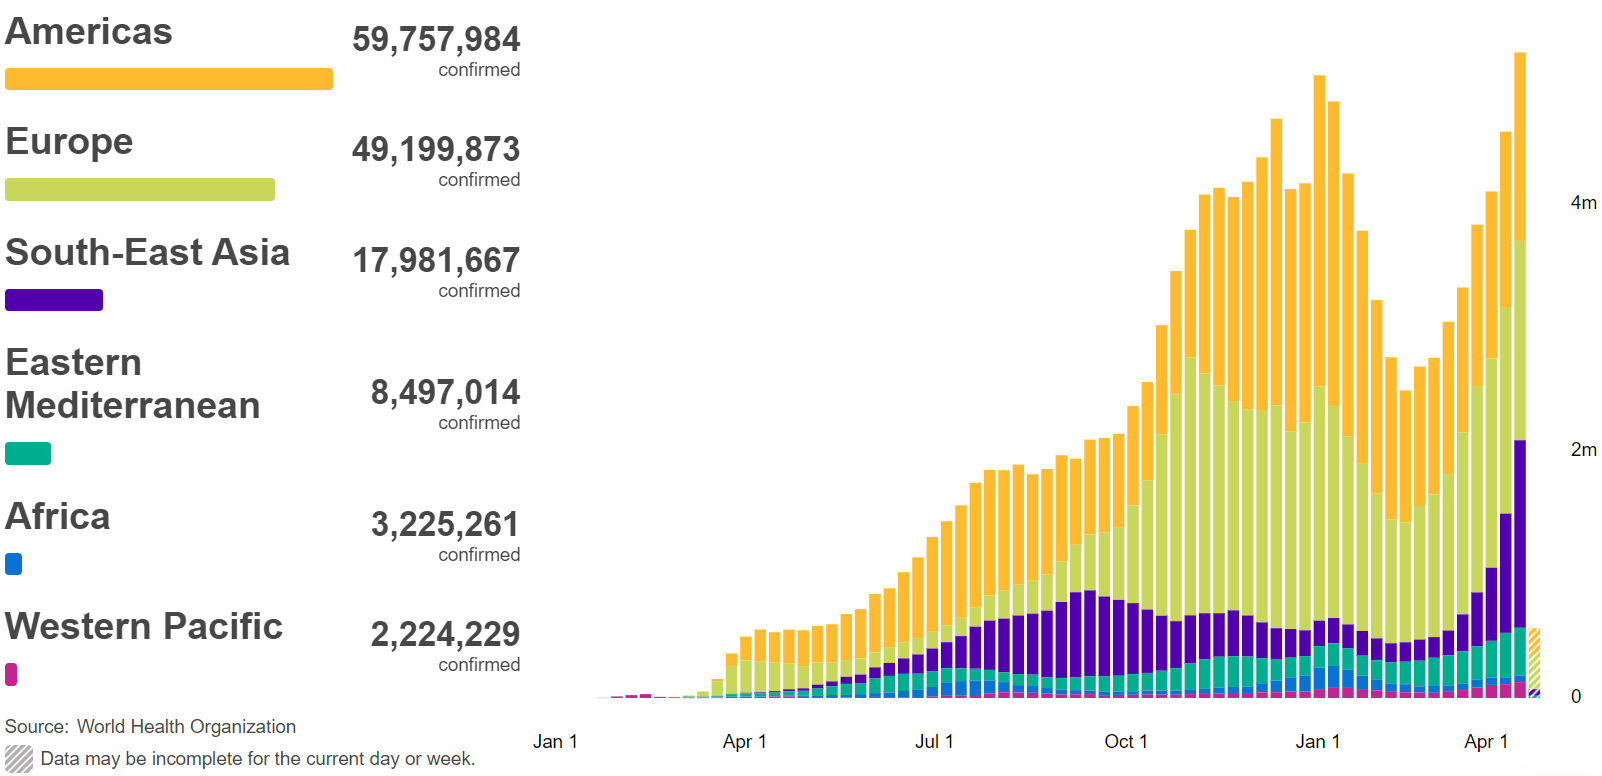 Americas
59,757,984
confirmed
Europe
49,199,873
confirmed
South-East Asia
17,981,667
confirmed
Eastern
Mediterranean
8,497,014
confirmed
Africa
3,225,261
confirmed
Western Pacific
2,224,229
confirmed
Source: World Health Organization
Data may be incomplete for the current day or week.
4m
2m
0
Jan 1 Apr 1 Jul 1 Oct 1 Jan 1 Apr 1